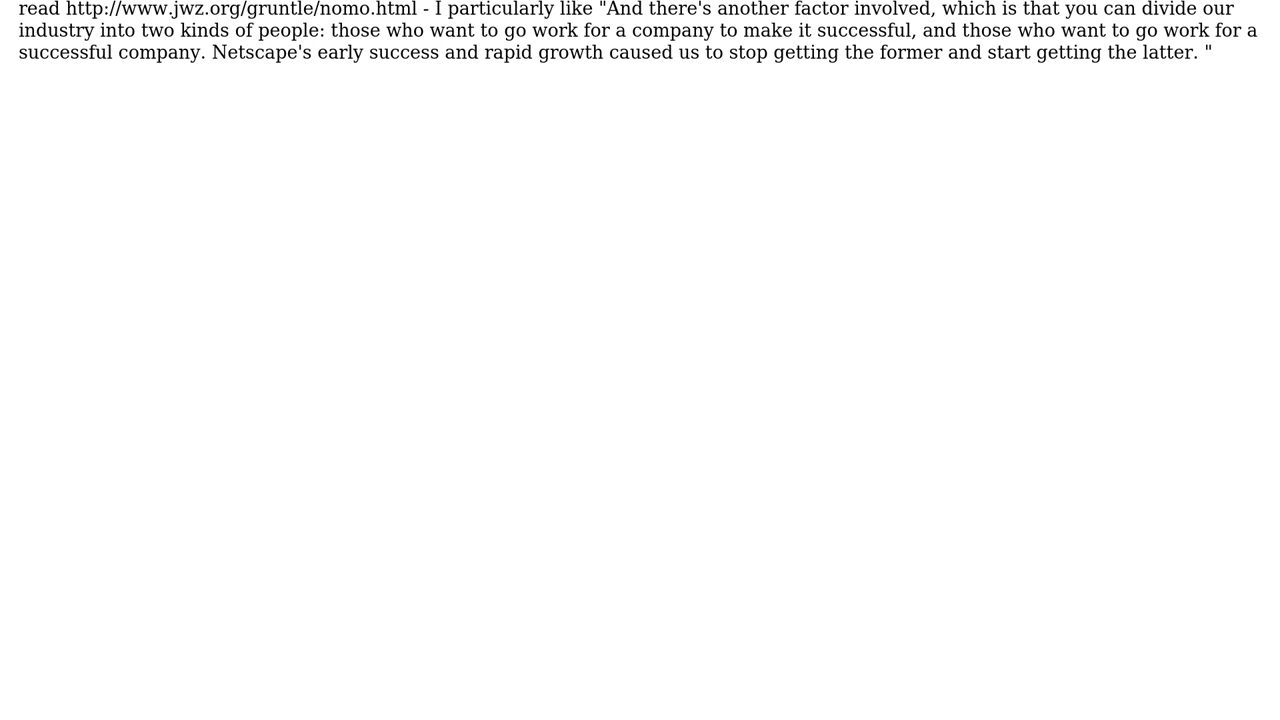 read http://www.jwz.org/gruntle/nomo.html - I particularly like "And there's another factor involved, which is that you can divide our
industry into two kinds of people: those who want to go work for a company to make it successful, and those who want to go work for a
successful company. Netscape's early success and rapid growth caused us to stop getting the former and start getting the latter. "